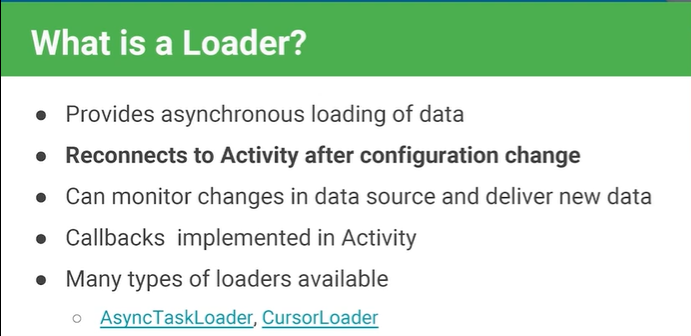 What is a Loader?
● Provides asynchronous loading of data
● Reconnects to Activity after configuration change
● Can monitor changes in data source and deliver new data
● Callbacks  implemented in Activity
● Many types of loaders available
○ AsyncTaskLoader, CursorLoader